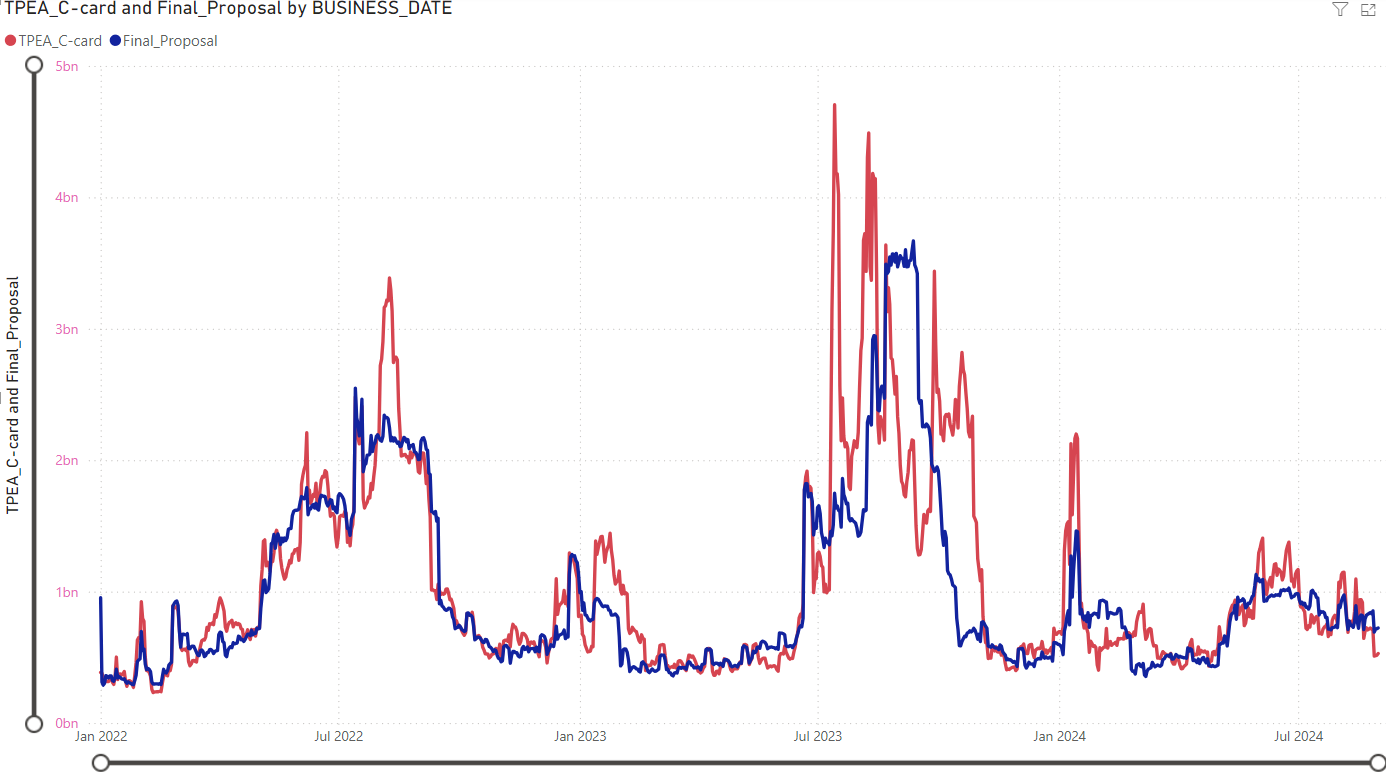 TPEA_C-card and Final_Proposal by BUSINESS_DATE
TPEA_C-card Final_Proposal
5bn
4bn
3bn
2bn
1bn
0bn
TPEA_C-card and Final_Proposal
Jan 2022 Jul 2022 Jan 2023 Jul 2023 Jan 2024 Jul 2024